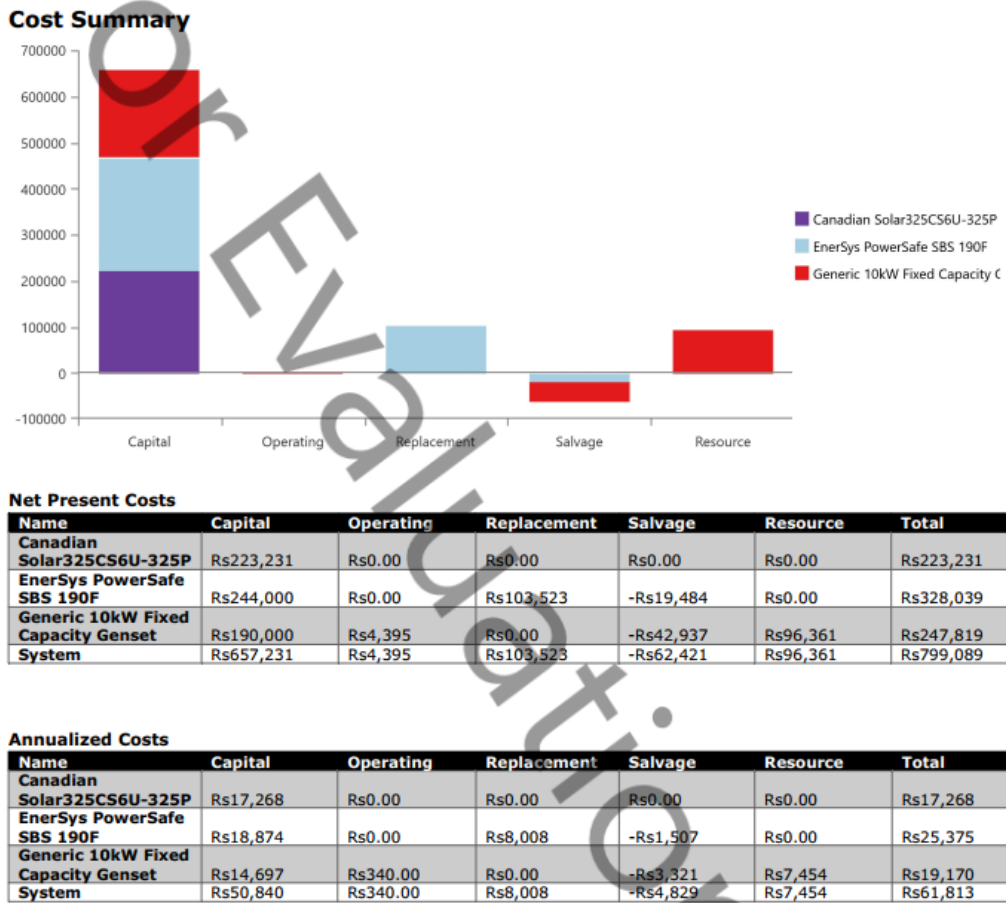 Cost Summary
700000
600000
500000
400000
300000
200000
100000
0
-100000
Capital Operating Replacement Salvage Resource
Canadian Solar325CS6U-325P
EnerSys PowerSafe SBS 190F
Generic 10kW Fixed Capacity
Net Present Costs
Name Capital Operating Replacement Salvage Resource Total
Canadian
Solar325CS6U-325P Rs223,231 Rs0.00 Rs0.00 Rs0.00 Rs0.00 Rs223,231
EnerSys PowerSafe
SBS 190F Rs244,000 Rs0.00 Rs103,523 -Rs19,484 Rs0.00 Rs328,039
Generic 10kW Fixed
Capacity Genset Rs190,000 Rs4,395 Rs0.00 -Rs42,937 Rs96,361 Rs247,819
System Rs657,231 Rs4,395 Rs103,523 -Rs62,421 Rs96,361 Rs799,089
Annualized Costs
Name Capital Operating Replacement Salvage Resource Total
Canadian
Solar325CS6U-325P Rs17,268 Rs0.00 Rs0.00 Rs0.00 Rs0.00 Rs17,268
EnerSys PowerSafe
SBS 190F Rs18,874 Rs0.00 Rs8,008 -Rs1,507 Rs0.00 Rs25,375
Generic 10kW Fixed
Capacity Genset Rs14,697 Rs340.00 Rs0.00 -Rs3,321 Rs7,454 Rs19,170
System Rs50,840 Rs340.00 Rs8,008 -Rs4,829 Rs7,454 Rs61,813
or Evaluation